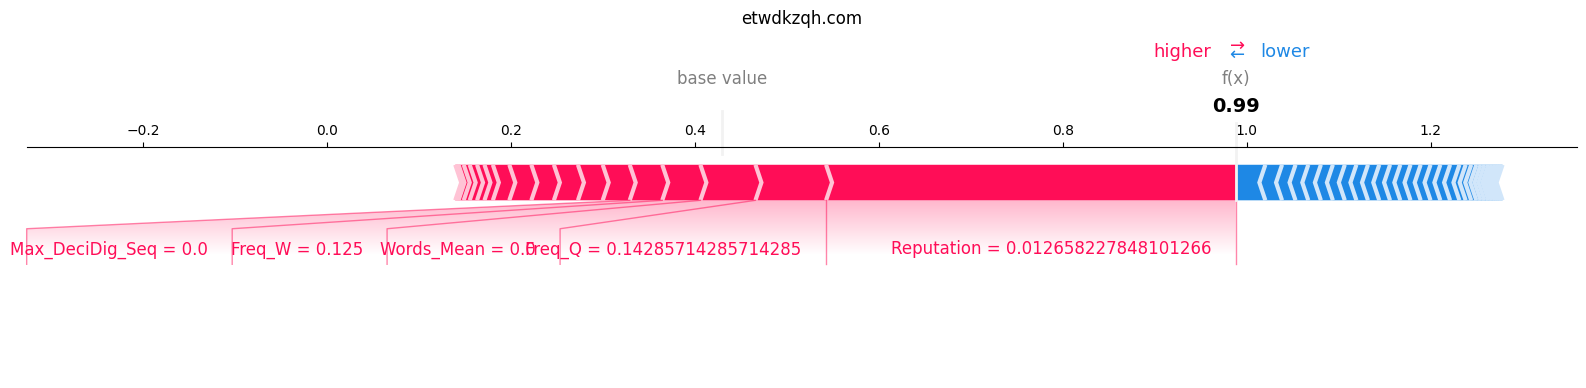 etwdkzqh.com
higher ⇄ lower
base value f(x)
0.99
−0.2 0.0 0.2 0.4 0.6 0.8 1.0 1.2
Max_DeciDig_Seq = 0.0 Freq_W = 0.125 Words_Mean = 0.0 Freq_Q = 0.14285714285714285 Reputation = 0.012658227848101266